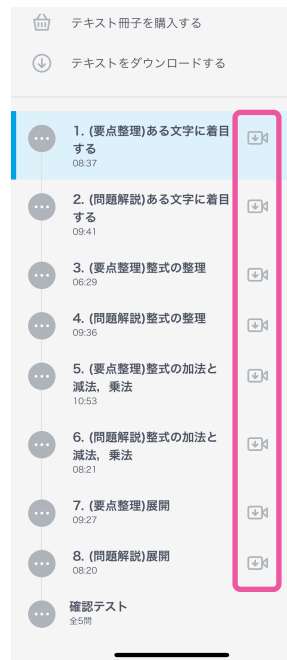 テキスト冊子を購入する
テキストをダウンロードする
1. (要点整理)ある文字に着目
する
08:37
2. (問題解説)ある文字に着目
する
09:41
3. (要点整理)整式の整理
06:29
4. (問題解説)整式の整理
09:36
5. (要点整理)整式の加法と
減法，乗法
10:53
6. (問題解説)整式の加法と
減法，乗法
08:21
7. (要点整理)展開
09:27
8. (問題解説)展開
08:20
確認テスト
全5問